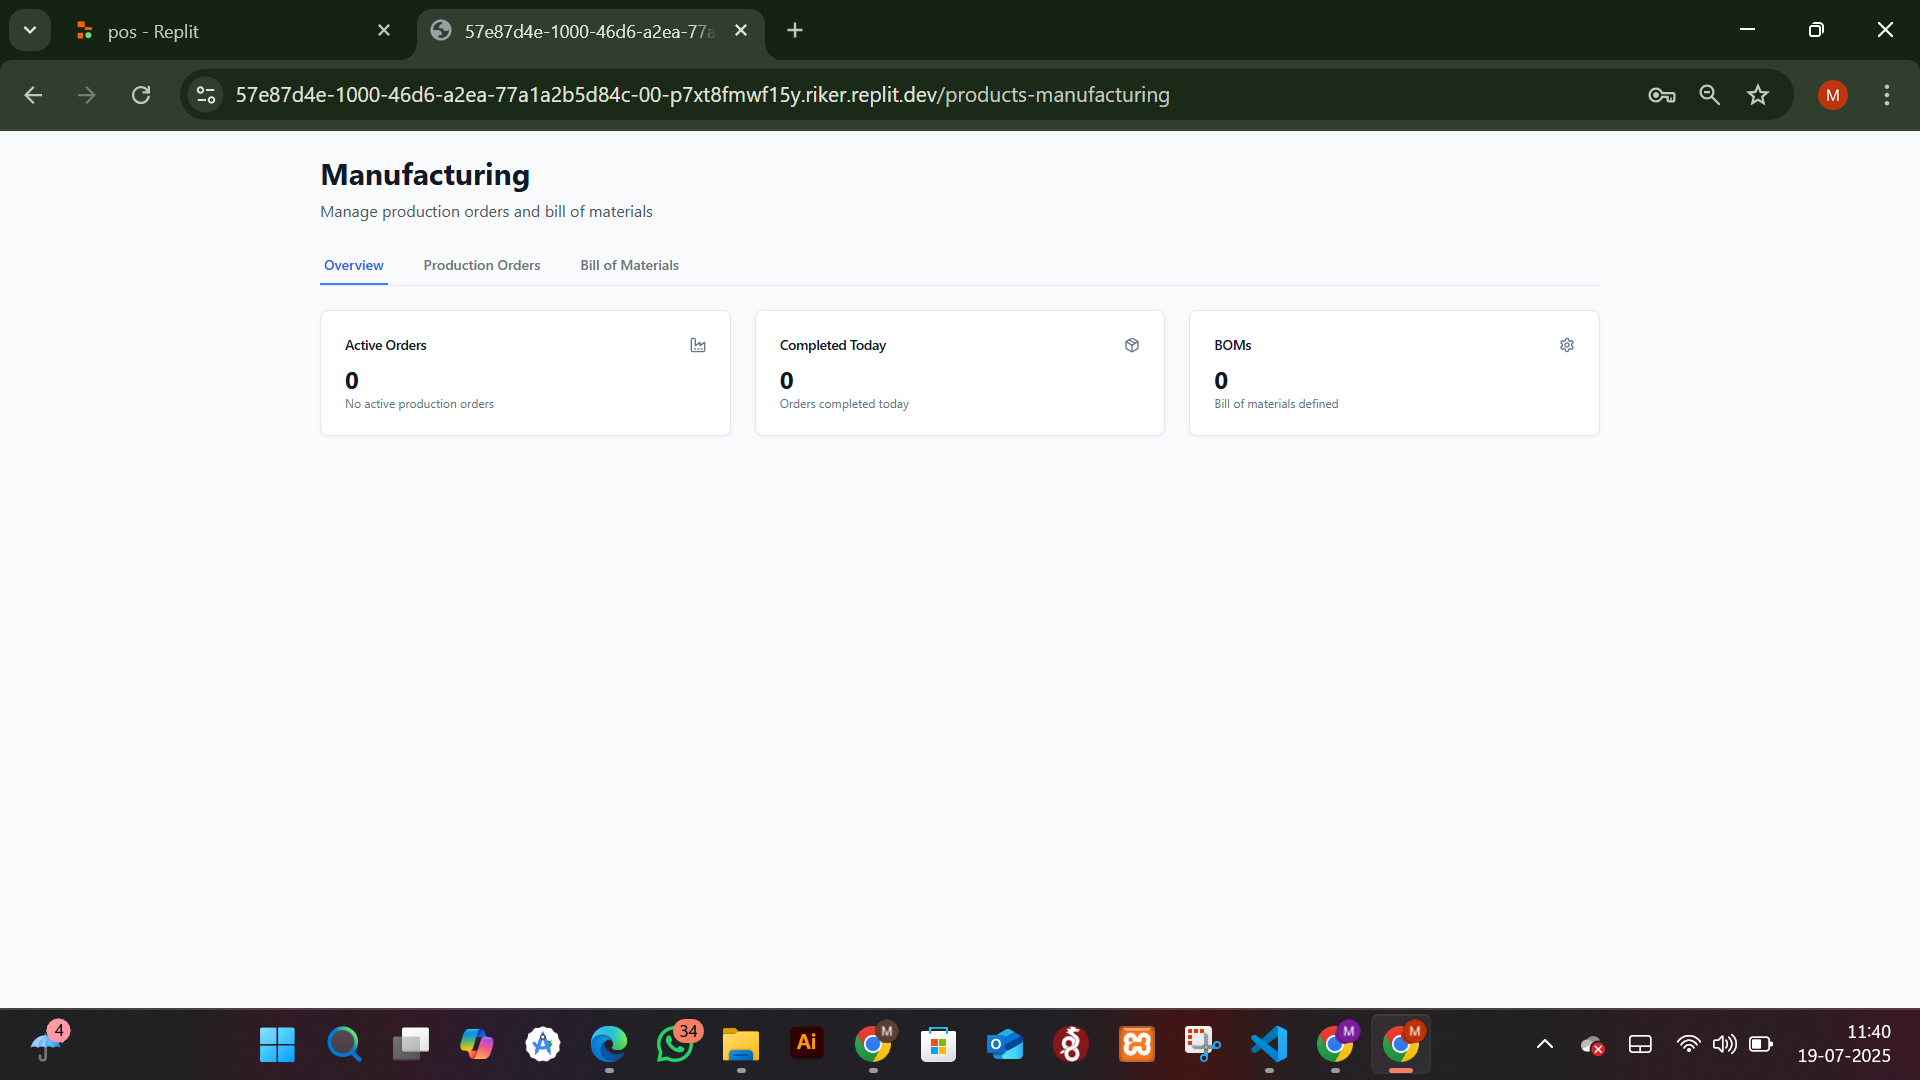 pos - Replit
57e87d4e-1000-46d6-a2ea-77a
57e87d4e-1000-46d6-a2ea-77a1a2b5d84c-00-p7xt8fmwf15y.riker.replit.dev/products-manufacturing
M
Manufacturing
Manage production orders and bill of materials
Overview
Production Orders
Bill of Materials
Active Orders
0
No active production orders
Completed Today
0
Orders completed today
BOMs
0
Bill of materials defined
4
34
Ai
M
M
M
11:40
19-07-2025